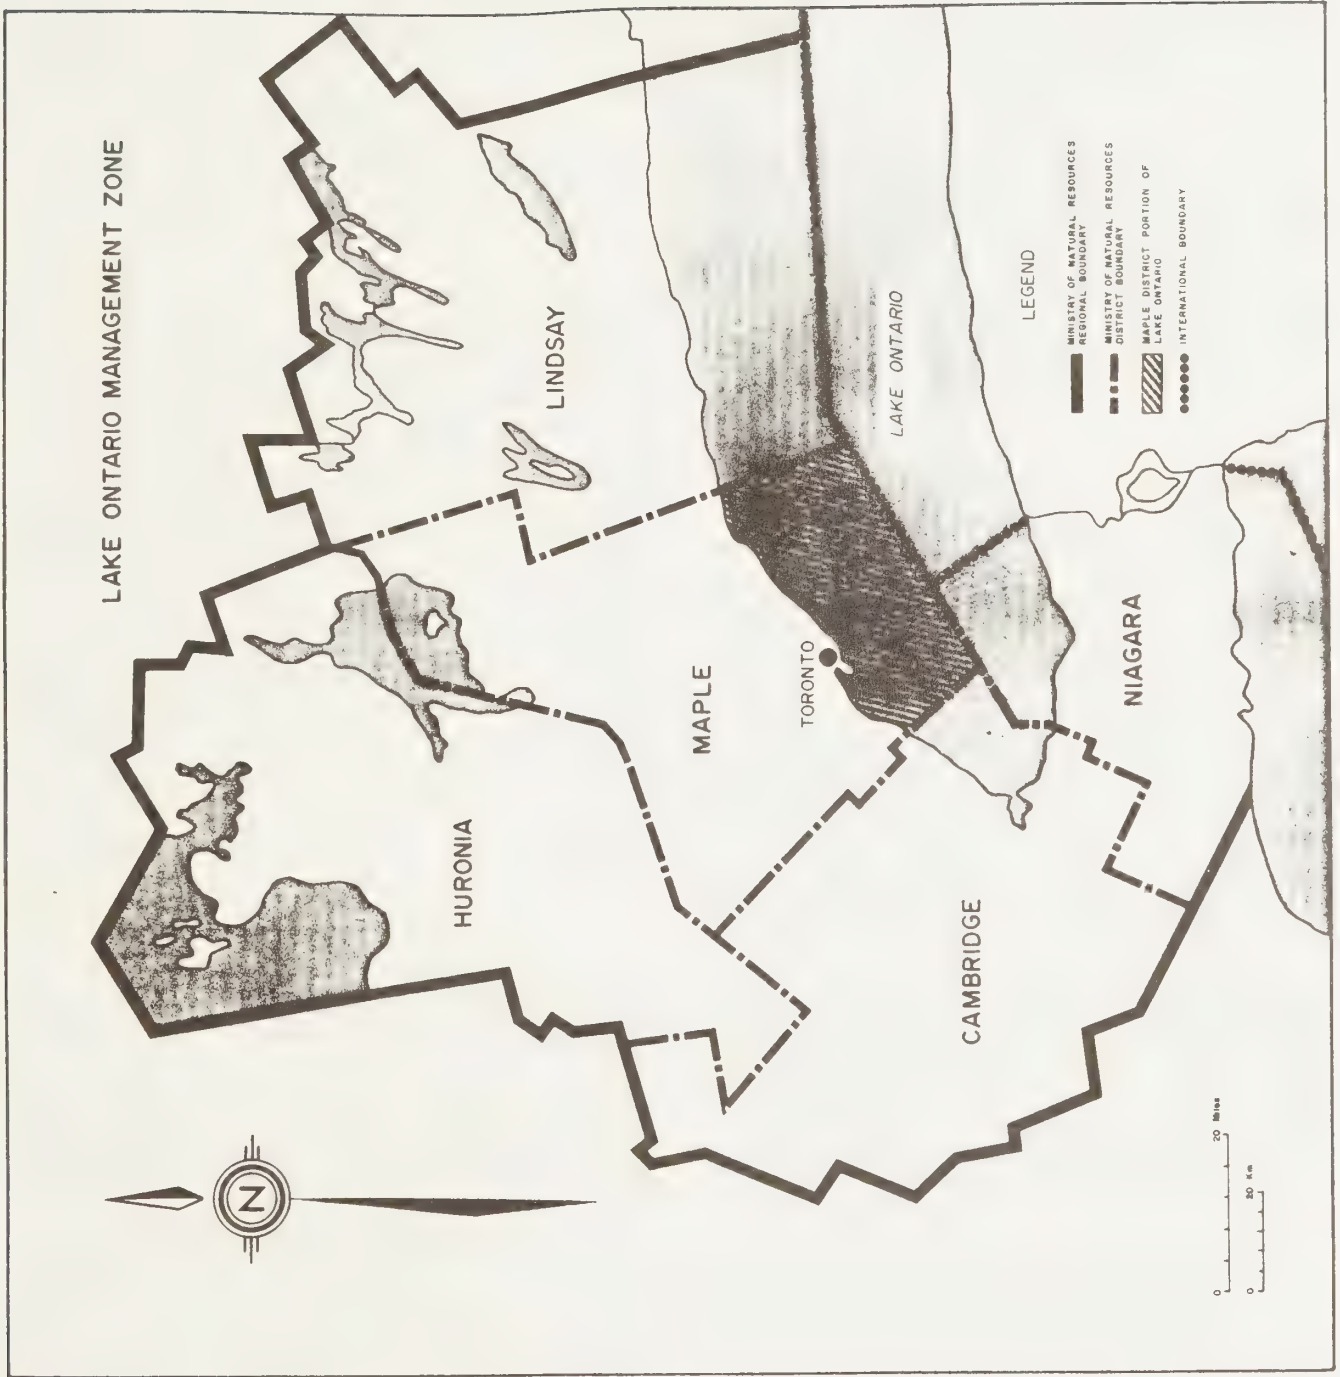 LAKE ONTARIO MANAGEMENT ZONE
N
HURONIA
LINDSAY
MAPLE
TORONTO
LAKE ONTARIO
CAMBRIDGE
NIAGARA
LEGEND
MINISTRY OF NATURAL RESOURCES
REGIONAL BOUNDARY
MINISTRY OF NATURAL RESOURCES
DISTRICT BOUNDARY
MAPLE DISTRICT PORTION OF
LAKE ONTARIO
INTERNATIONAL BOUNDARY
0 20 Miles
0 20 Km